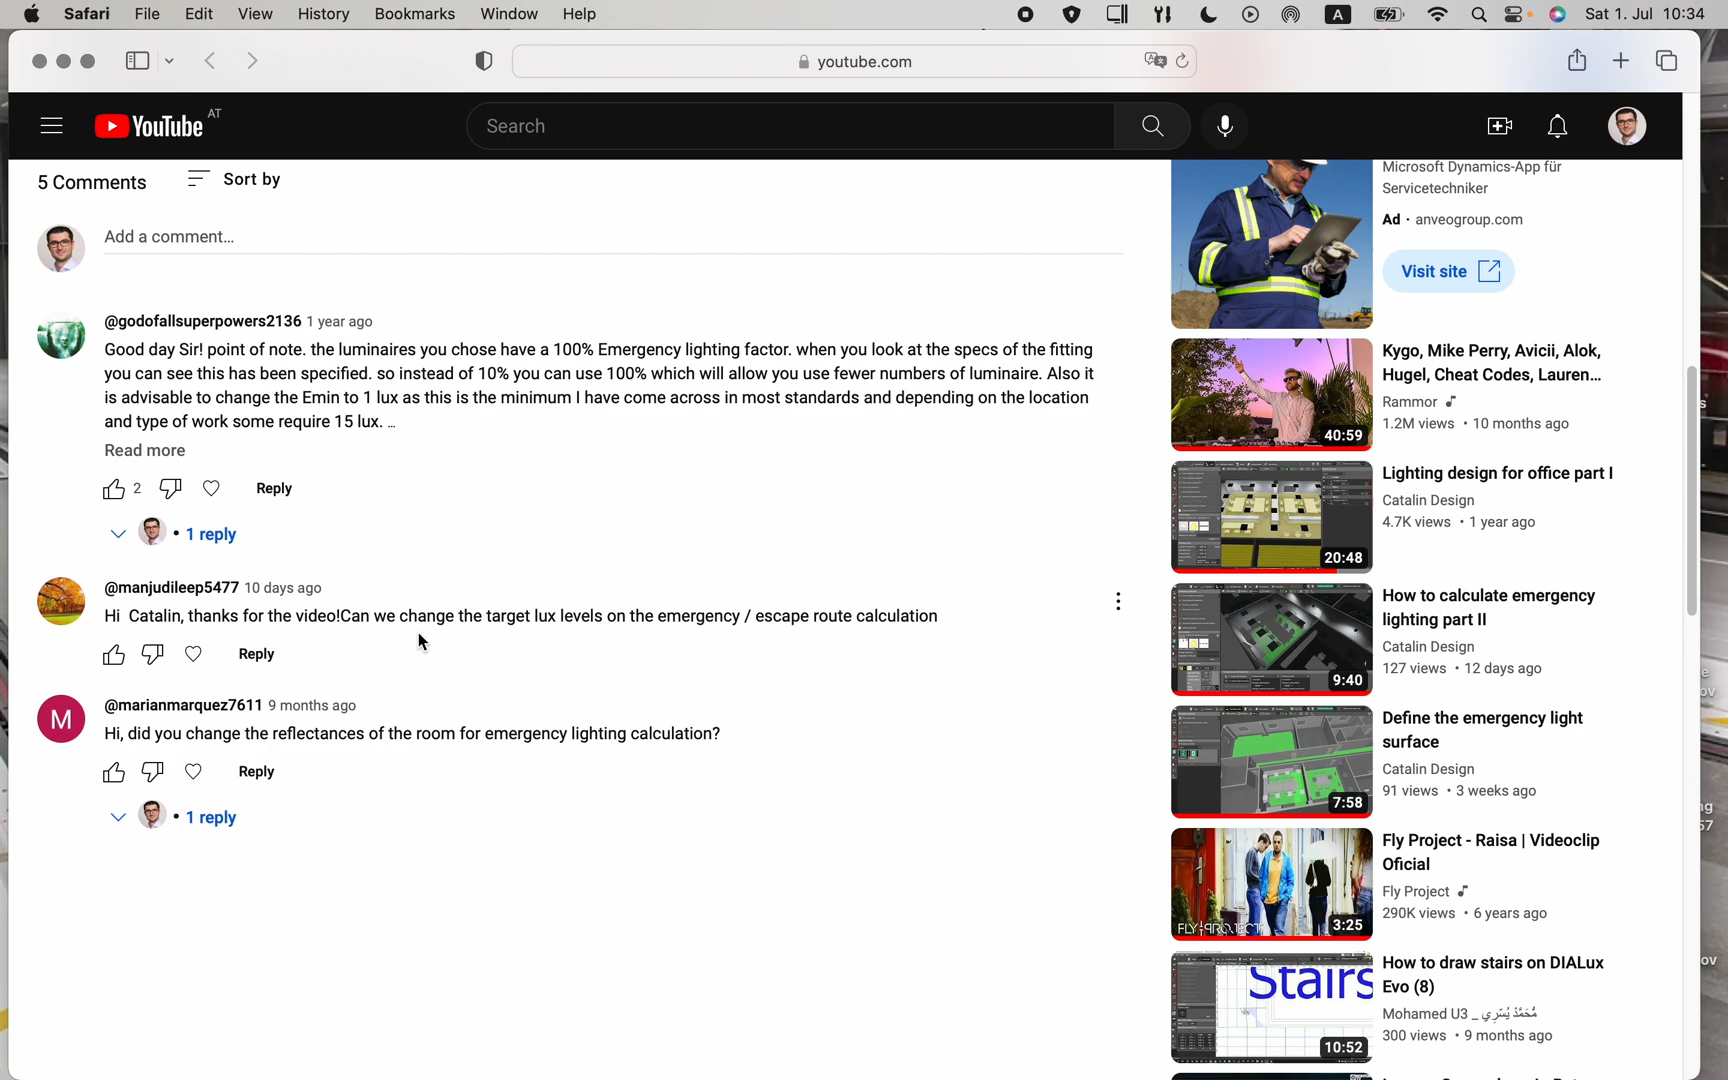 Safari File Edit View History Bookmarks Window Help
A
Sat 1. Jul 10:34
youtube.com
YouTube AT
Search
5 Comments
Sort by
Add a comment...
@godofallsuperpowers2136 1 year ago
Good day Sir! point of note. the luminaires you chose have a 100% Emergency lighting factor. when you look at the specs of the fitting
you can see this has been specified. so instead of 10% you can use 100% which will allow you use fewer numbers of luminaire. Also it
is advisable to change the Emin to 1 lux as this is the minimum I have come across in most standards and depending on the location
and type of work some require 15 lux. ...
Read more
2 Reply
• 1 reply
@manjudileep5477 10 days ago
Hi Catalin, thanks for the video!Can we change the target lux levels on the emergency / escape route calculation
Reply
M
@marianmarquez7611 9 months ago
Hi, did you change the reflectances of the room for emergency lighting calculation?
Reply
• 1 reply
Microsoft Dynamics-App für
Servicetechniker
Ad · anveogroup.com
Visit site
40:59
Kygo, Mike Perry, Avicii, Alok,
Hugel, Cheat Codes, Lauren...
Rammor
1.2M views • 10 months ago
20:48
Lighting design for office part I
Catalin Design
4.7K views • 1 year ago
9:40
How to calculate emergency
lighting part II
Catalin Design
127 views • 12 days ago
7:58
Define the emergency light
surface
Catalin Design
91 views • 3 weeks ago
FLY PROJECT
3:25
Fly Project - Raisa | Videoclip
Oficial
Fly Project
290K views • 6 years ago
Stairs
10:52
How to draw stairs on DIALux
Evo (8)
Mohamed U3 _
300 views • 9 months ago